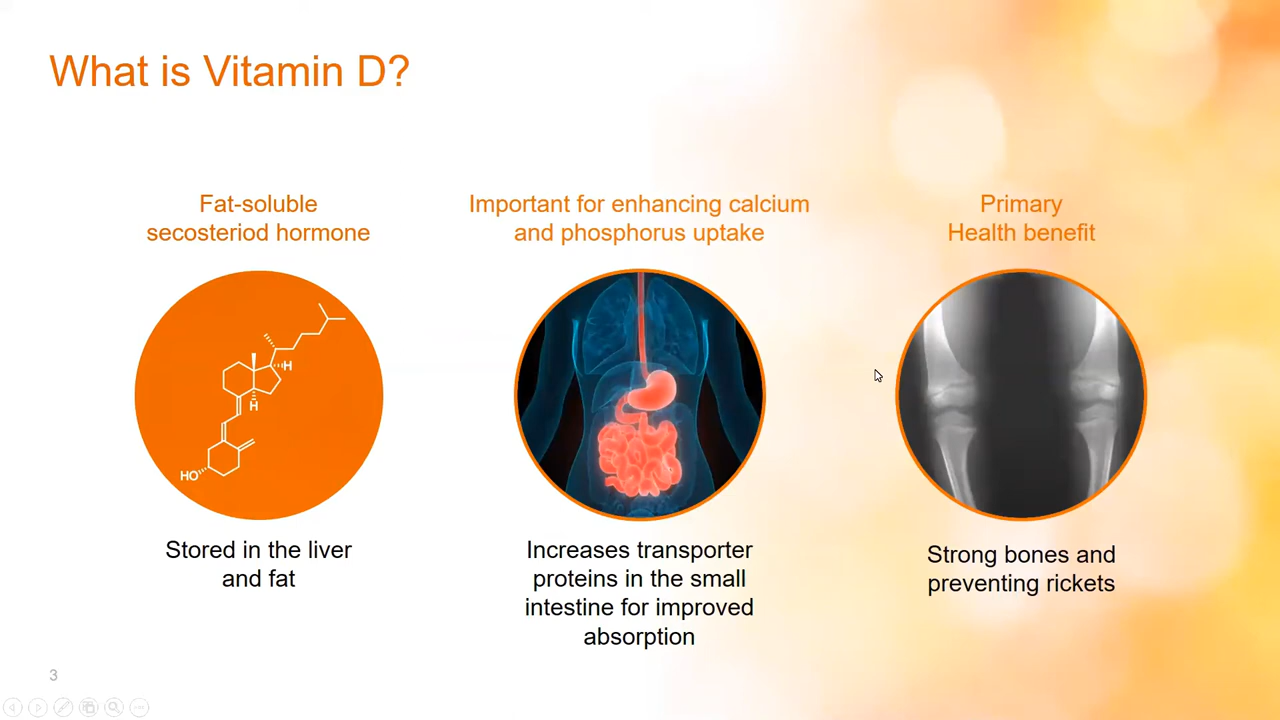 What is Vitamin D?
Fat-soluble
secosteriod hormone
H
H
HO
Stored in the liver
and fat
Important for enhancing calcium
and phosphorus uptake
Increases transporter
proteins in the small
intestine for improved
absorption
Primary
Health benefit
Strong bones and
preventing rickets
3